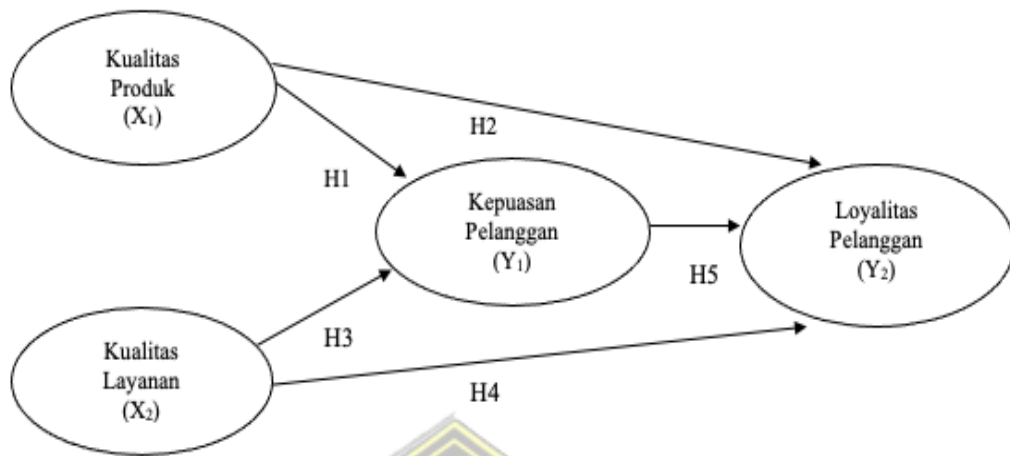 Kualitas
Produk
(X₁)
H2
H1
Kepuasan
Pelanggan
(Y₁)
Loyalitas
Pelanggan
(Y₂)
H5
H3
Kualitas
Layanan
(X₂)
H4